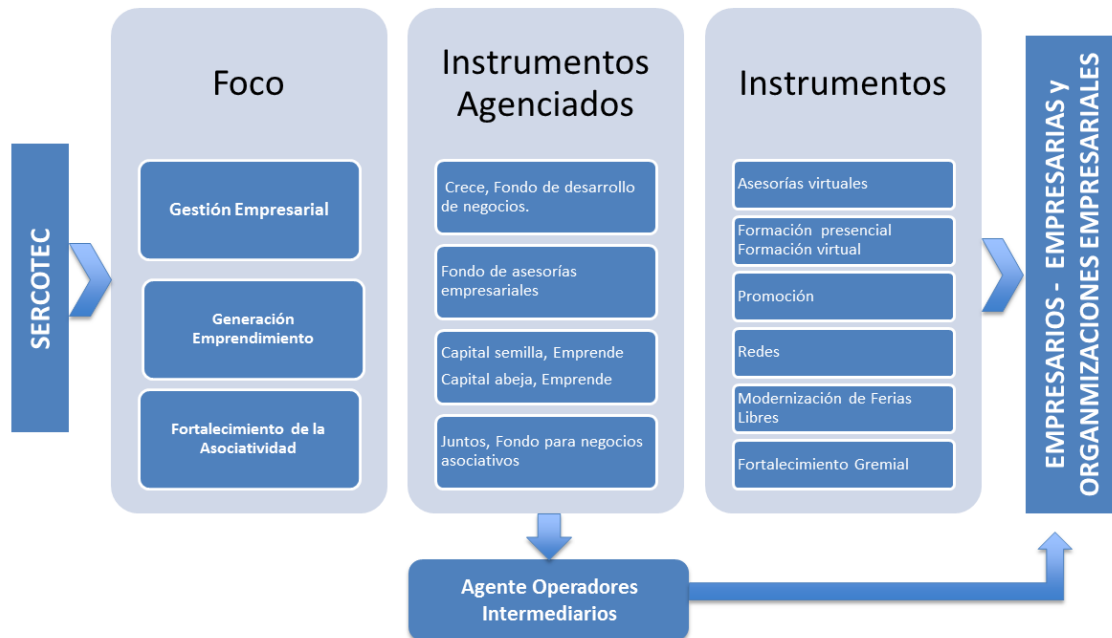 SERCOTEC
Foco
Gestión Empresarial
Generación
Emprendimiento
Fortalecimiento de la
Asociatividad
Instrumentos
Agenciados
Crece, Fondo de desarrollo
de negocios.
Fondo de asesorías
empresariales
Capital semilla, Emprende
Capital abeja, Emprende
Juntos, Fondo para negocios
asociativos
Instrumentos
Asesorías virtuales
Formación presencial
Formación virtual
Promoción
Redes
Modernización de Ferias
Libres
Fortalecimiento Gremial
EMPRESARIOS - EMPRESARIAS y
ORGANMIZACIONES EMPRESARIALES
Agente Operadores
Intermediarios